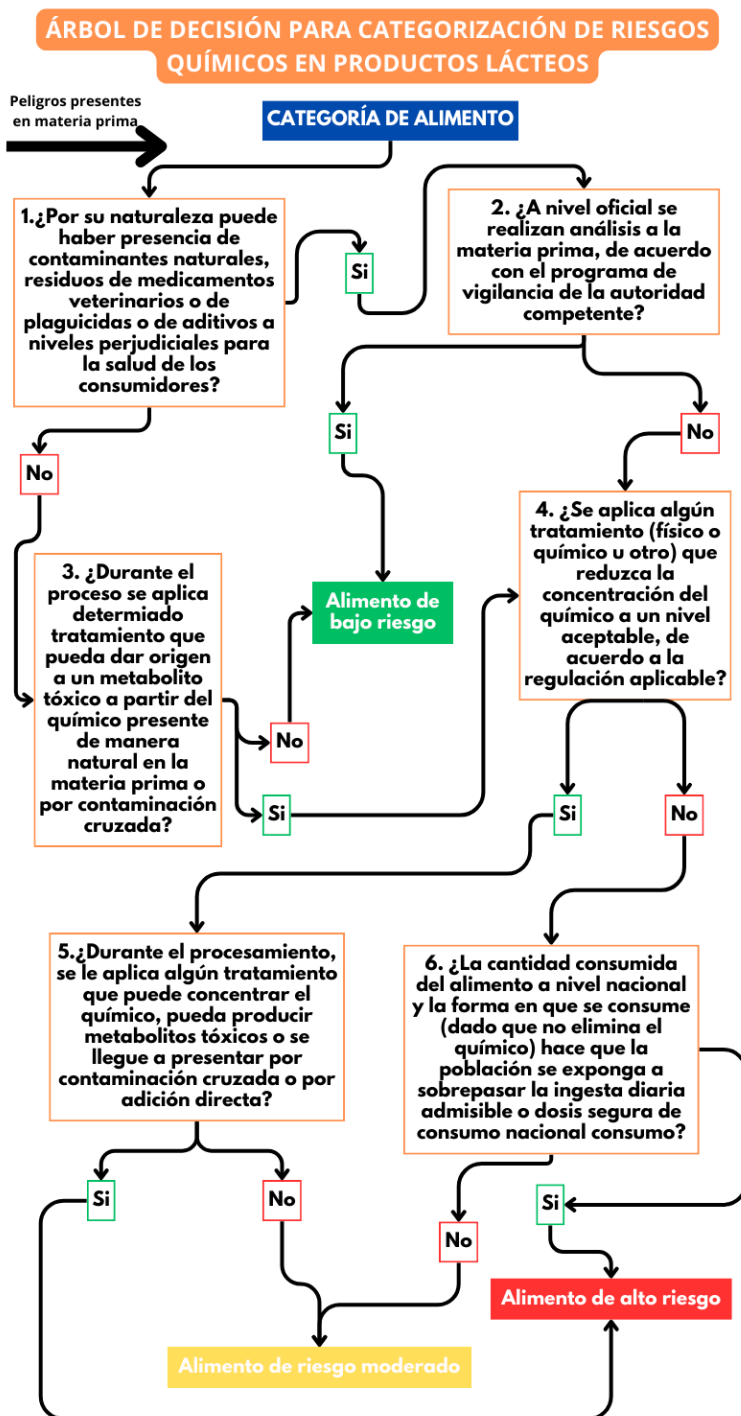 ÁRBOL DE DECISIÓN PARA CATEGORIZACIÓN DE RIESGOS
QUÍMICOS EN PRODUCTOS LÁCTEOS
Peligros presentes
en materia prima
CATEGORÍA DE ALIMENTO
1.¿Por su naturaleza puede
haber presencia de
contaminantes naturales,
residuos de medicamentos
veterinarios o de
plaguicidas o de aditivos a
niveles perjudiciales para
la salud de los
consumidores?
Si
2. ¿A nivel oficial se
realizan análisis a la
materia prima, de acuerdo
con el programa de
vigilancia de la autoridad
competente?
Si
No
No
3. ¿Durante el
proceso se aplica
determiado
tratamiento que
pueda dar origen
a un metabolito
tóxico a partir del
químico presente
de manera
natural en la
materia prima o
por contaminación
cruzada?
Alimento de
bajo riesgo
4. ¿Se aplica algún
tratamiento (físico o
químico u otro) que
reduzca la
concentración del
químico a un nivel
aceptable, de
acuerdo a la
regulación aplicable?
No
Si
Si
No
5.¿Durante el procesamiento,
se le aplica algún tratamiento
que puede concentrar el
químico, pueda producir
metabolitos tóxicos o se
llegue a presentar por
contaminación cruzada o por
adición directa?
6. ¿La cantidad consumida
del alimento a nivel nacional
y la forma en que se consume
(dado que no elimina el
químico) hace que la
población se exponga a
sobrepasar la ingesta diaria
admisible o dosis segura de
consumo nacional consumo?
Si
No
No
Si
Alimento de alto riesgo
Alimento de riesgo moderado